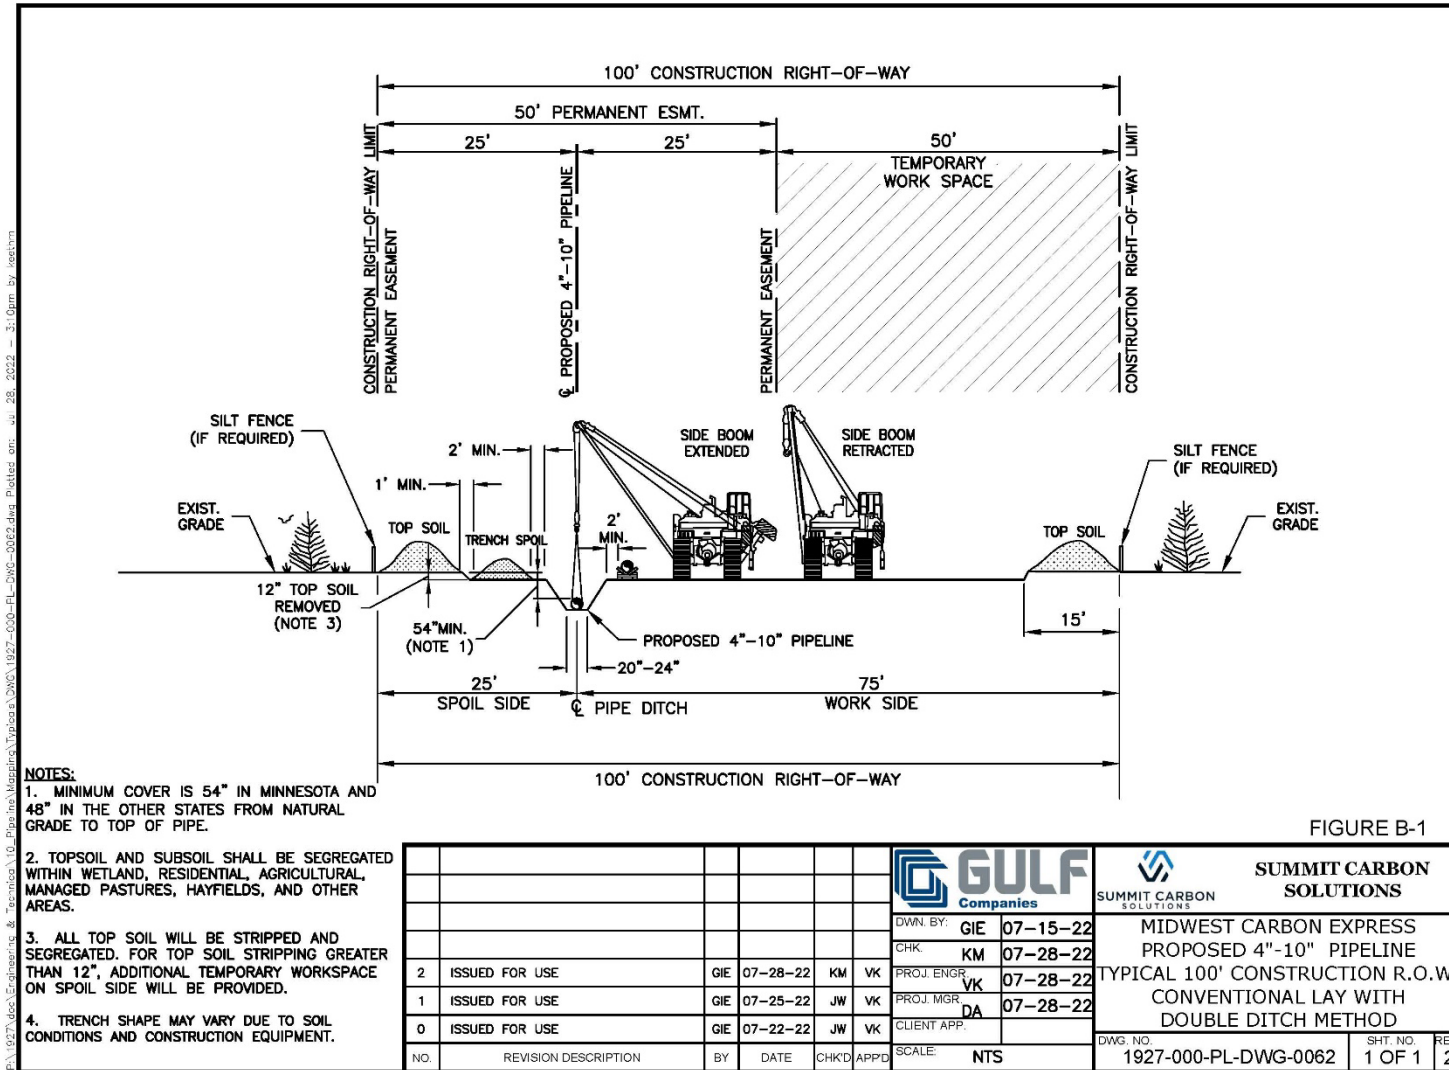 100' CONSTRUCTION RIGHT-OF-WAY
50' PERMANENT ESMT.
25'
25'
50'
TEMPORARY
WORK SPACE
CONSTRUCTION RIGHT-OF-WAY LIMIT
PERMANENT EASEMENT
℄ PROPOSED 4"-10" PIPELINE
PERMANENT EASEMENT
CONSTRUCTION RIGHT-OF-WAY LIMIT
SILT FENCE
(IF REQUIRED)
2' MIN.
1' MIN.
SIDE BOOM
EXTENDED
SIDE BOOM
RETRACTED
SILT FENCE
(IF REQUIRED)
EXIST.
GRADE
TOP SOIL
TRENCH SPOIL
2'
MIN.
TOP SOIL
EXIST.
GRADE
12" TOP SOIL
REMOVED
(NOTE 3)
54"MIN.
(NOTE 1)
PROPOSED 4"-10" PIPELINE
20"-24"
15'
25'
SPOIL SIDE
℄ PIPE DITCH
75'
WORK SIDE
100' CONSTRUCTION RIGHT-OF-WAY
NOTES:
1. MINIMUM COVER IS 54" IN MINNESOTA AND
48" IN THE OTHER STATES FROM NATURAL
GRADE TO TOP OF PIPE.
2. TOPSOIL AND SUBSOIL SHALL BE SEGREGATED
WITHIN WETLAND, RESIDENTIAL, AGRICULTURAL,
MANAGED PASTURES, HAYFIELDS, AND OTHER
AREAS.
3. ALL TOP SOIL WILL BE STRIPPED AND
SEGREGATED. FOR TOP SOIL STRIPPING GREATER
THAN 12", ADDITIONAL TEMPORARY WORKSPACE
ON SPOIL SIDE WILL BE PROVIDED.
4. TRENCH SHAPE MAY VARY DUE TO SOIL
CONDITIONS AND CONSTRUCTION EQUIPMENT.
FIGURE B-1
2 ISSUED FOR USE GIE 07-28-22 KM VK
1 ISSUED FOR USE GIE 07-25-22 JW VK
0 ISSUED FOR USE GIE 07-22-22 JW VK
NO. REVISION DESCRIPTION BY DATE CHK'D APP'D
GULF
Companies
DWN. BY: GIE 07-15-22
CHK. KM 07-28-22
PROJ. ENGR. VK 07-28-22
PROJ. MGR. DA 07-28-22
CLIENT APP.
SCALE: NTS
SUMMIT CARBON
SOLUTIONS
SUMMIT CARBON
SOLUTIONS
MIDWEST CARBON EXPRESS
PROPOSED 4"-10" PIPELINE
TYPICAL 100' CONSTRUCTION R.O.W
CONVENTIONAL LAY WITH
DOUBLE DITCH METHOD
DWG. NO.
1927-000-PL-DWG-0062
SHT. NO.
1 OF 1
RE
2